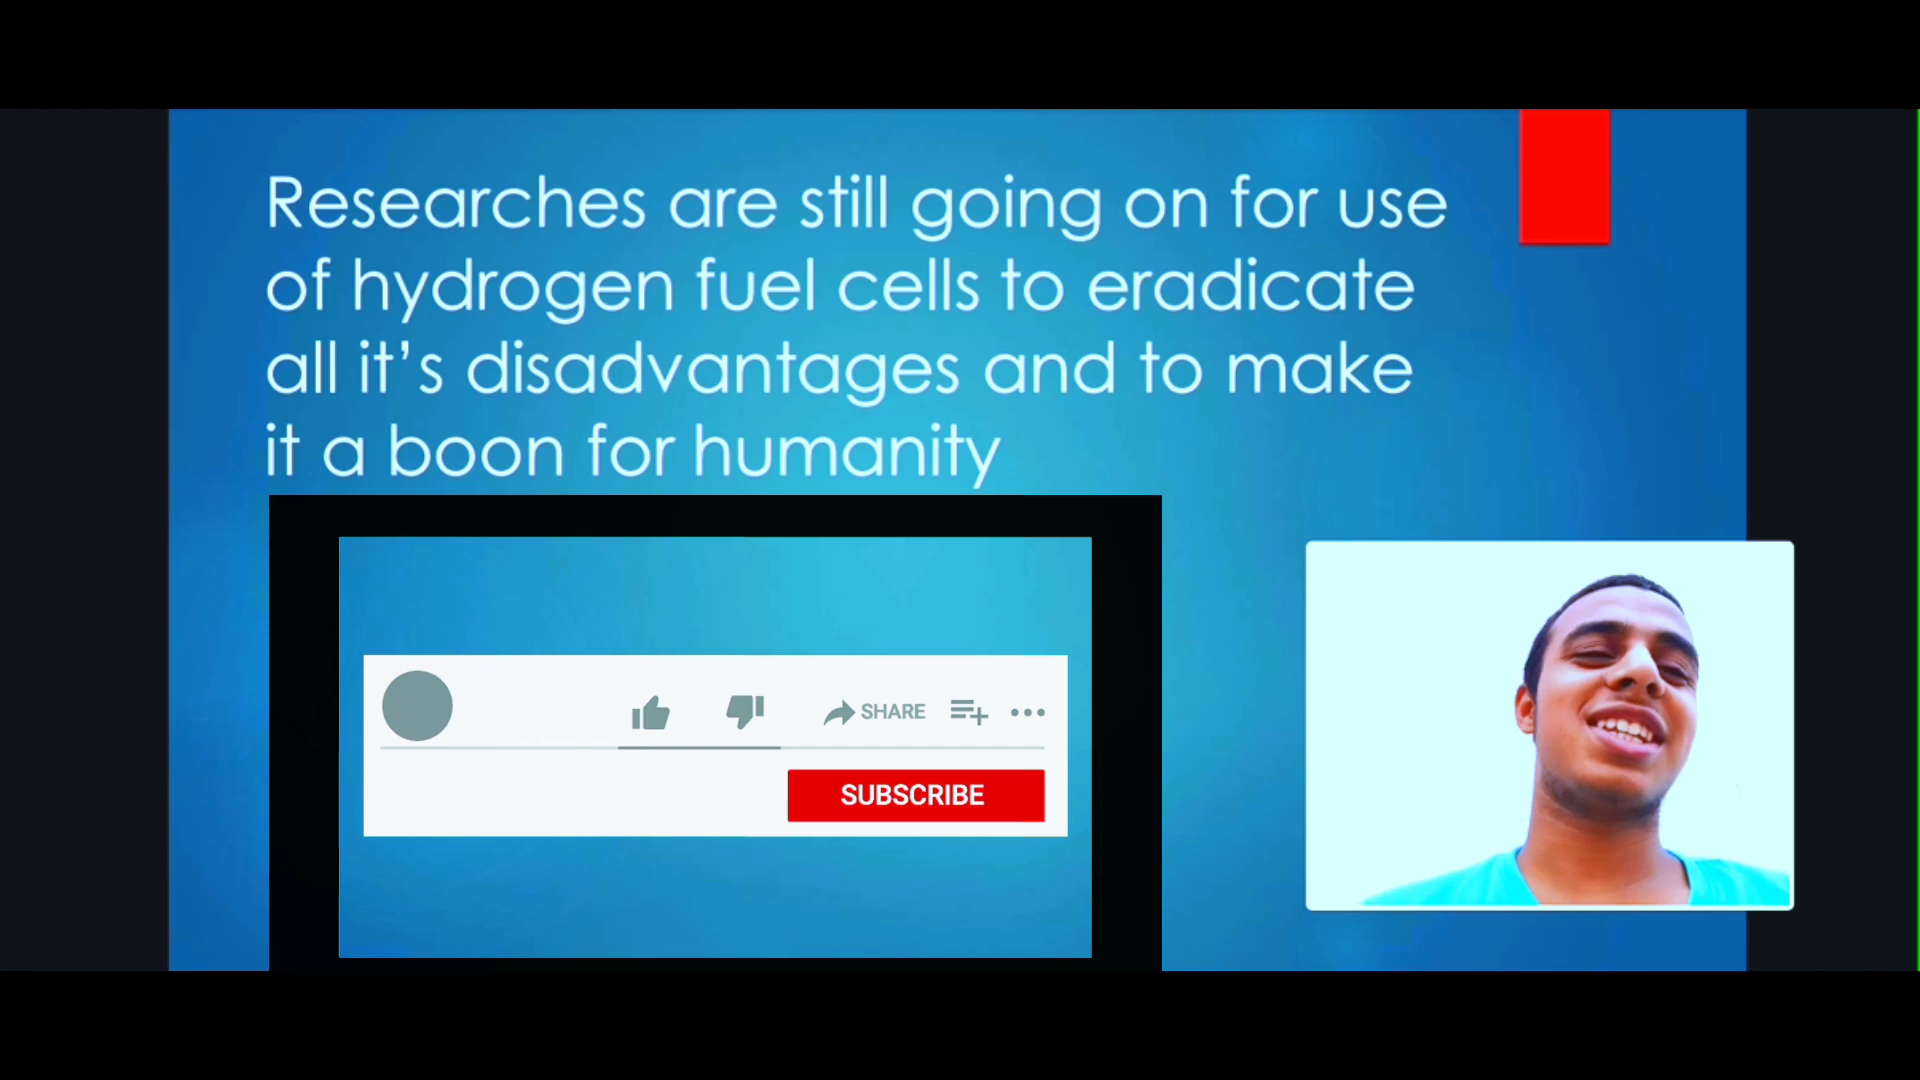 Researches are still going on for use
of hydrogen fuel cells to eradicate
all it’s disadvantages and to make
it a boon for humanity
SHARE
SUBSCRIBE